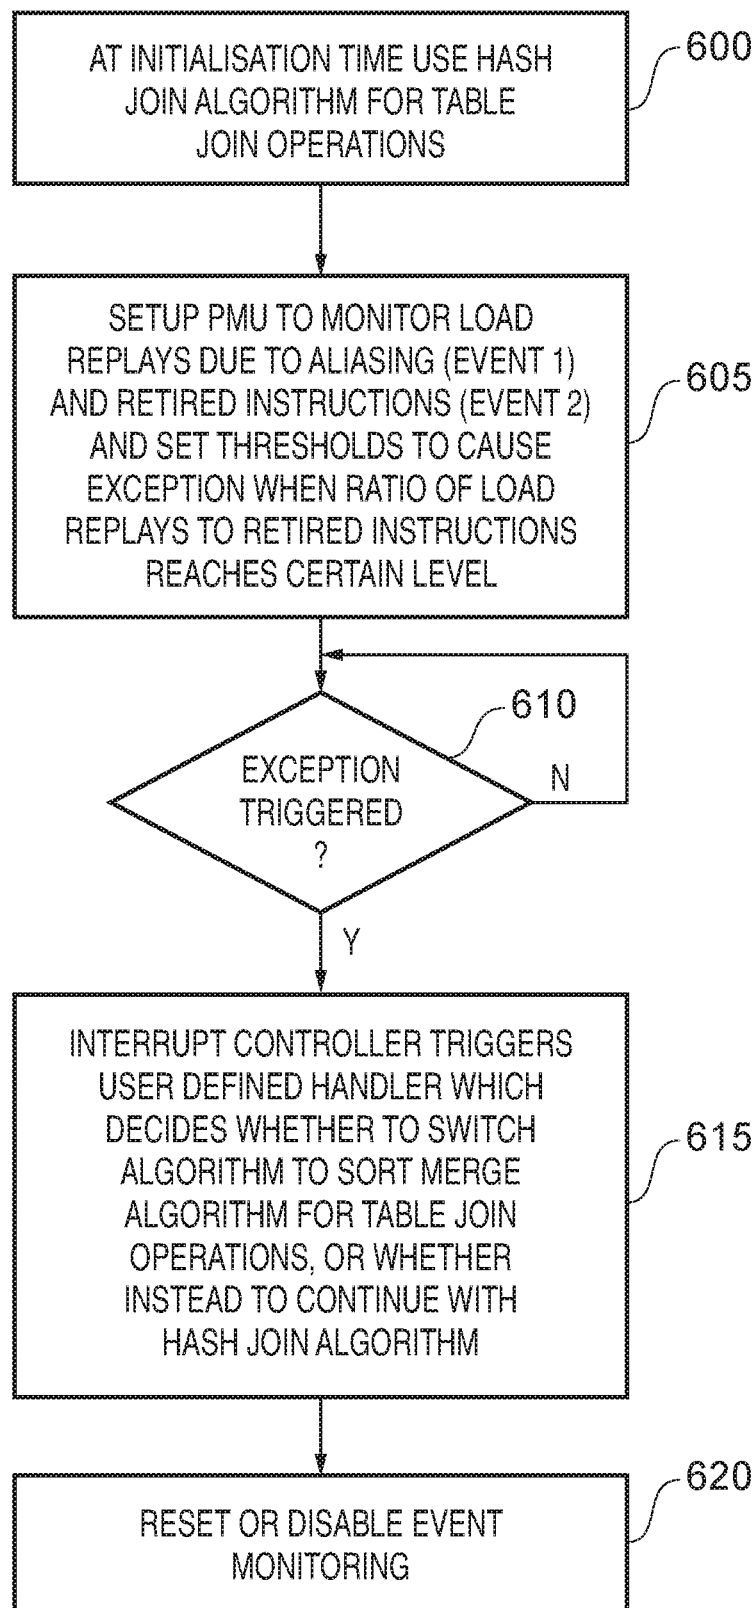 AT INITIALISATION TIME USE HASH
JOIN ALGORITHM FOR TABLE
JOIN OPERATIONS
600
SETUP PMU TO MONITOR LOAD
REPLAYS DUE TO ALIASING (EVENT 1)
AND RETIRED INSTRUCTIONS (EVENT 2)
AND SET THRESHOLDS TO CAUSE
EXCEPTION WHEN RATIO OF LOAD
REPLAYS TO RETIRED INSTRUCTIONS
REACHES CERTAIN LEVEL
605
EXCEPTION
TRIGGERED
?
610
N
Y
INTERRUPT CONTROLLER TRIGGERS
USER DEFINED HANDLER WHICH
DECIDES WHETHER TO SWITCH
ALGORITHM TO SORT MERGE
ALGORITHM FOR TABLE JOIN
OPERATIONS, OR WHETHER
INSTEAD TO CONTINUE WITH
HASH JOIN ALGORITHM
615
RESET OR DISABLE EVENT
MONITORING
620